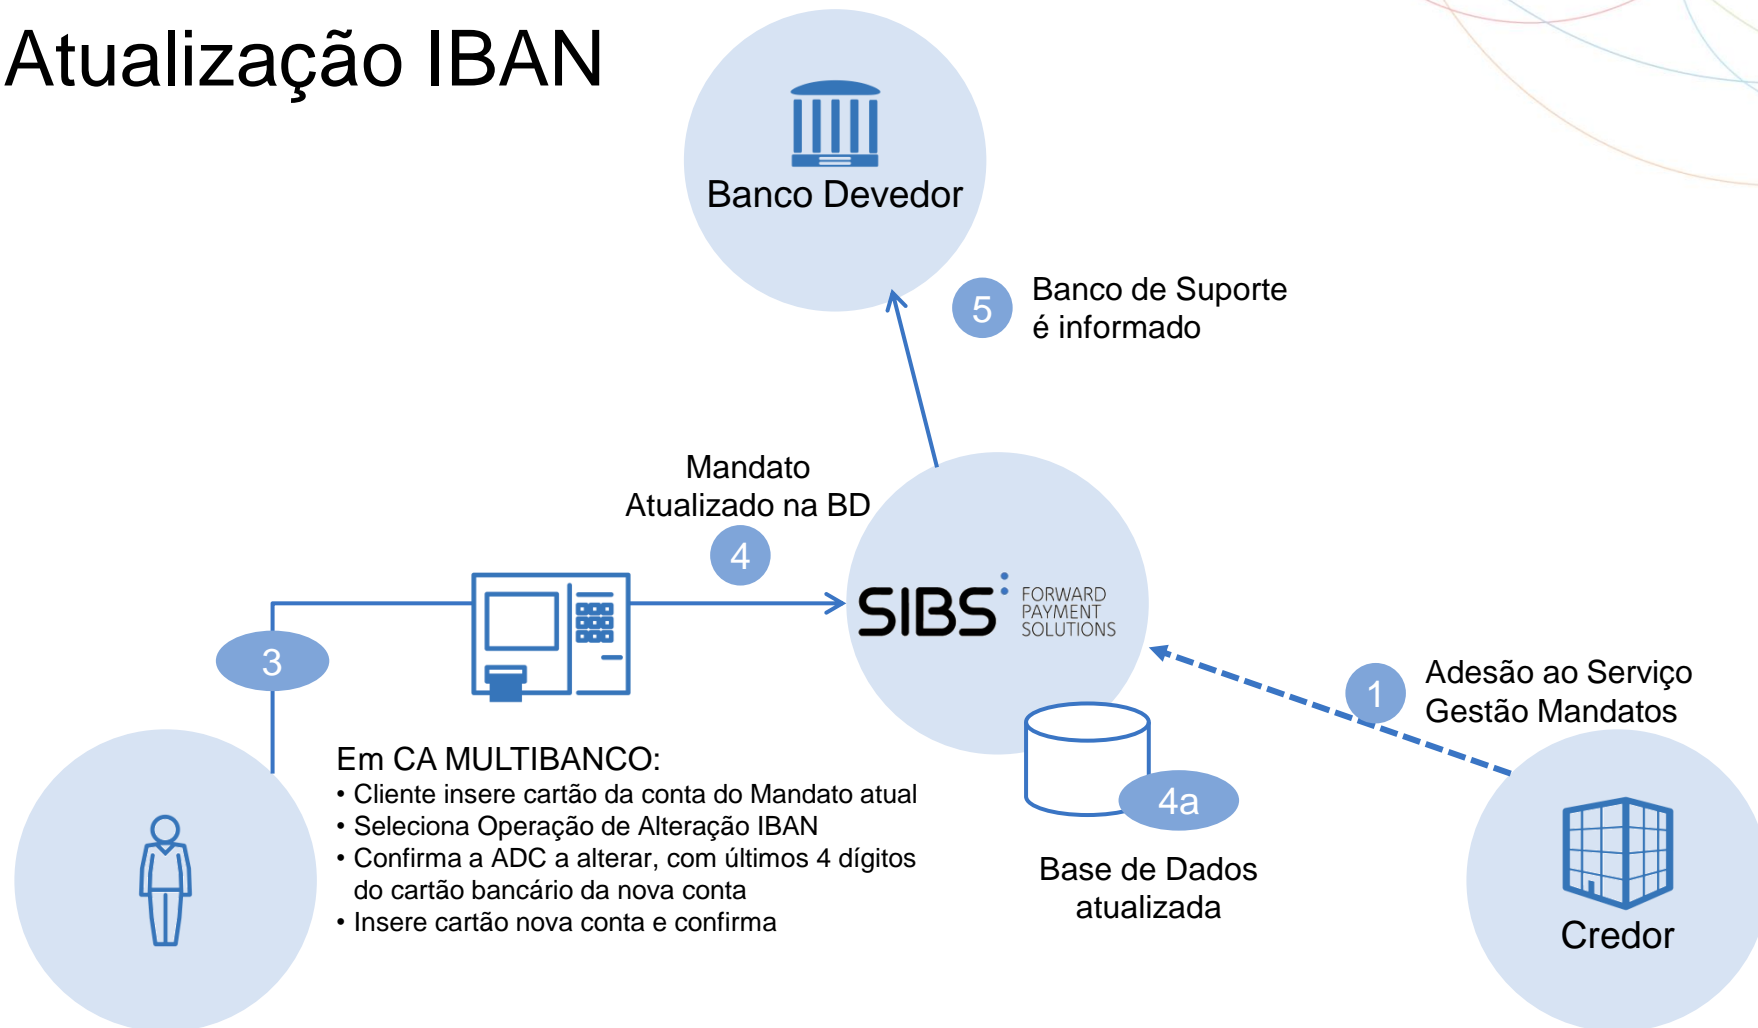 Atualização IBAN
Banco Devedor
5
Banco de Suporte
é informado
Mandato
Atualizado na BD
4
SIBS
FORWARD
PAYMENT
SOLUTIONS
3
1
Adesão ao Serviço
Gestão Mandatos
Em CA MULTIBANCO:
• Cliente insere cartão da conta do Mandato atual
• Seleciona Operação de Alteração IBAN
• Confirma a ADC a alterar, com últimos 4 dígitos
do cartão bancário da nova conta
• Insere cartão nova conta e confirma
4a
Base de Dados
atualizada
Credor